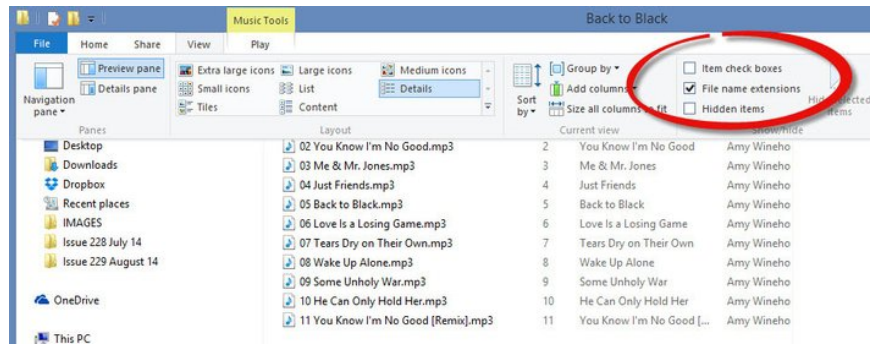 Music Tools Back to Black
File Home Share View Play
Preview pane Extra large icons Large icons Medium icons Group by Item check boxes
Details pane Small icons List Details Add columns File name extensions
Navigation pane Tiles Content Sort by Size all columns to fit Hidden items items
Panes Layout Current view Show/hide
Desktop 02 You Know I'm No Good.mp3 2 You Know I'm No Good Amy Wineho
Downloads 03 Me & Mr. Jones.mp3 3 Me & Mr. Jones Amy Wineho
Dropbox 04 Just Friends.mp3 4 Just Friends Amy Wineho
Recent places 05 Back to Black.mp3 5 Back to Black Amy Wineho
IMAGES 06 Love Is a Losing Game.mp3 6 Love Is a Losing Game Amy Wineho
Issue 228 July 14 07 Tears Dry on Their Own.mp3 7 Tears Dry on Their Own Amy Wineho
Issue 229 August 14 08 Wake Up Alone.mp3 8 Wake Up Alone Amy Wineho
09 Some Unholy War.mp3 9 Some Unholy War Amy Wineho
OneDrive 10 He Can Only Hold Her.mp3 10 He Can Only Hold Her Amy Wineho
11 You Know I'm No Good [Remix].mp3 11 You Know I'm No Good [... Amy Wineho
This PC